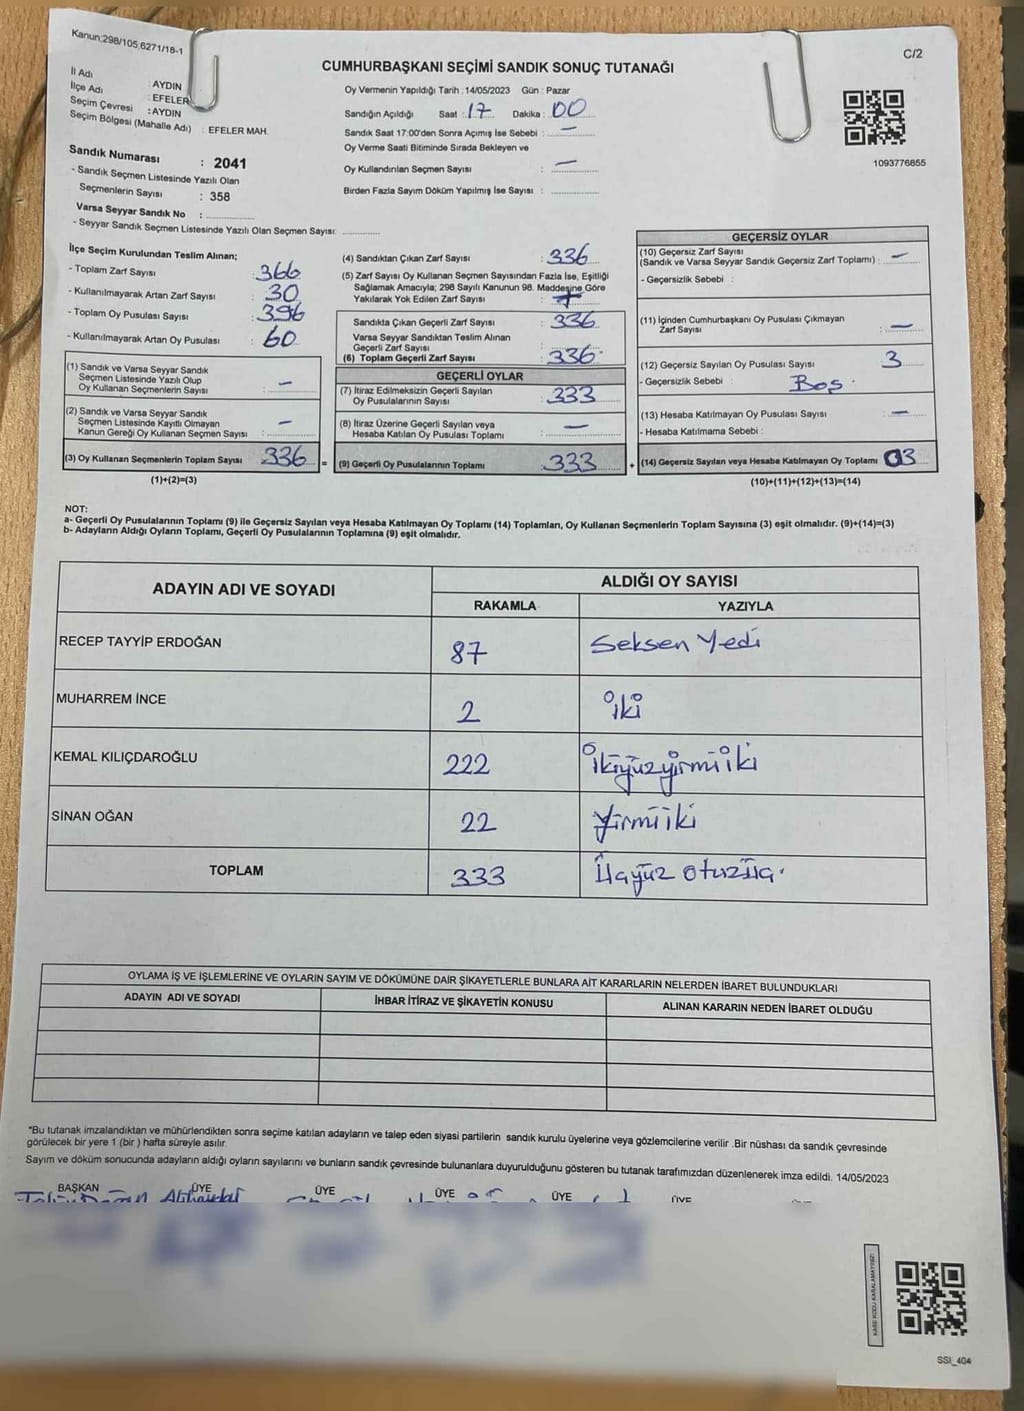 Kanun;298/105,6271/18-1
C/2
CUMHURBAŞKANI SEÇİMİ SANDIK SONUÇ TUTANAĞI
İl Adı : AYDIN
İlçe Adı : EFELER
Seçim Çevresi : AYDIN
Seçim Bölgesi (Mahalle Adı) : EFELER MAH.
Sandık Numarası : 2041
- Sandık Seçmen Listesinde Yazılı Olan
Seçmenlerin Sayısı : 358
Varsa Seyyar Sandık No :
- Seyyar Sandık Seçmen Listesinde Yazılı Olan Seçmen Sayısı:
Oy Vermenin Yapıldığı Tarih : 14/05/2023 Gün : Pazar
Sandığın Açıldığı Saat : 17 Dakika : 00
Sandık Saat 17:00'den Sonra Açımış İse Sebebi : —
Oy Verme Saati Bitiminde Sırada Bekleyen ve
Oy Kullandırılan Seçmen Sayısı : —
Birden Fazla Sayım Döküm Yapılmış İse Sayısı :
1093776855
İlçe Seçim Kurulundan Teslim Alınan;
- Toplam Zarf Sayısı : 366
- Kullanılmayarak Artan Zarf Sayısı : 30
- Toplam Oy Pusulası Sayısı : 396
- Kullanılmayarak Artan Oy Pusulası : 60
(1) Sandık ve Varsa Seyyar Sandık
Seçmen Listesinde Yazılı Olup
Oy Kullanan Seçmenlerin Sayısı : —
(2) Sandık ve Varsa Seyyar Sandık
Seçmen Listesinde Kayıtlı Olmayan
Kanun Gereği Oy Kullanan Seçmen Sayısı : —
(3) Oy Kullanan Seçmenlerin Toplam Sayısı 336
(1)+(2)=(3)
(4) Sandıktan Çıkan Zarf Sayısı : 336
(5) Zarf Sayısı Oy Kullanan Seçmen Sayısından Fazla İse, Eşitliği
Sağlamak Amacıyla; 298 Sayılı Kanunun 98. Maddesine Göre
Yakılarak Yok Edilen Zarf Sayısı :
Sandıkta Çıkan Geçerli Zarf Sayısı : 336
Varsa Seyyar Sandıktan Teslim Alınan
Geçerli Zarf Sayısı :
(6) Toplam Geçerli Zarf Sayısı : 336
GEÇERLİ OYLAR
(7) İtiraz Edilmeksizin Geçerli Sayılan
Oy Pusulalarının Sayısı : 333
(8) İtiraz Üzerine Geçerli Sayılan veya
Hesaba Katılan Oy Pusulası Toplamı : —
= (9) Geçerli Oy Pusulalarının Toplamı 333
GEÇERSİZ OYLAR
(10) Geçersiz Zarf Sayısı
(Sandık ve Varsa Seyyar Sandık Geçersiz Zarf Toplamı) : —
- Geçersizlik Sebebi :
(11) İçinden Cumhurbaşkanı Oy Pusulası Çıkmayan
Zarf Sayısı : —
(12) Geçersiz Sayılan Oy Pusulası Sayısı 3
- Geçersizlik Sebebi : Boş
(13) Hesaba Katılmayan Oy Pusulası Sayısı : —
- Hesaba Katılmama Sebebi :
+ (14) Geçersiz Sayılan veya Hesaba Katılmayan Oy Toplamı 03
(10)+(11)+(12)+(13)=(14)
NOT:
a- Geçerli Oy Pusulalarının Toplamı (9) ile Geçersiz Sayılan veya Hesaba Katılmayan Oy Toplamı (14) Toplamları, Oy Kullanan Seçmenlerin Toplam Sayısına (3) eşit olmalıdır. (9)+(14)=(3)
b- Adayların Aldığı Oyların Toplamı, Geçerli Oy Pusulalarının Toplamına (9) eşit olmalıdır.
ADAYIN ADI VE SOYADI ALDIĞI OY SAYISI
RAKAMLA YAZIYLA
RECEP TAYYİP ERDOĞAN 87 Seksen Yedi
MUHARREM İNCE 2 iki
KEMAL KILIÇDAROĞLU 222 İkiyüzyirmiiki
SİNAN OĞAN 22 yirmiiki
TOPLAM 333 Üçyüz otuzüç.
OYLAMA İŞ VE İŞLEMLERİNE VE OYLARIN SAYIM VE DÖKÜMÜNE DAİR ŞİKAYETLERLE BUNLARA AİT KARARLARIN NELERDEN İBARET BULUNDUKLARI
ADAYIN ADI VE SOYADI İHBAR İTİRAZ VE ŞİKAYETİN KONUSU ALINAN KARARIN NEDEN İBARET OLDUĞU
*Bu tutanak imzalandıktan ve mühürlendikten sonra seçime katılan adayların ve talep eden siyasi partilerin sandık kurulu üyelerine veya gözlemcilerine verilir .Bir nüshası da sandık çevresinde
görülecek bir yere 1 (bir ) hafta süreyle asılır.
Sayım ve döküm sonucunda adayların aldığı oyların sayılarını ve bunların sandık çevresinde bulunanlara duyurulduğunu gösteren bu tutanak tarafımızdan düzenlenerek imza edildi. 14/05/2023
BAŞKAN ÜYE ÜYE ÜYE ÜYE ÜYE
KARE KODU KARALAMAYINIZ!
SSI_404